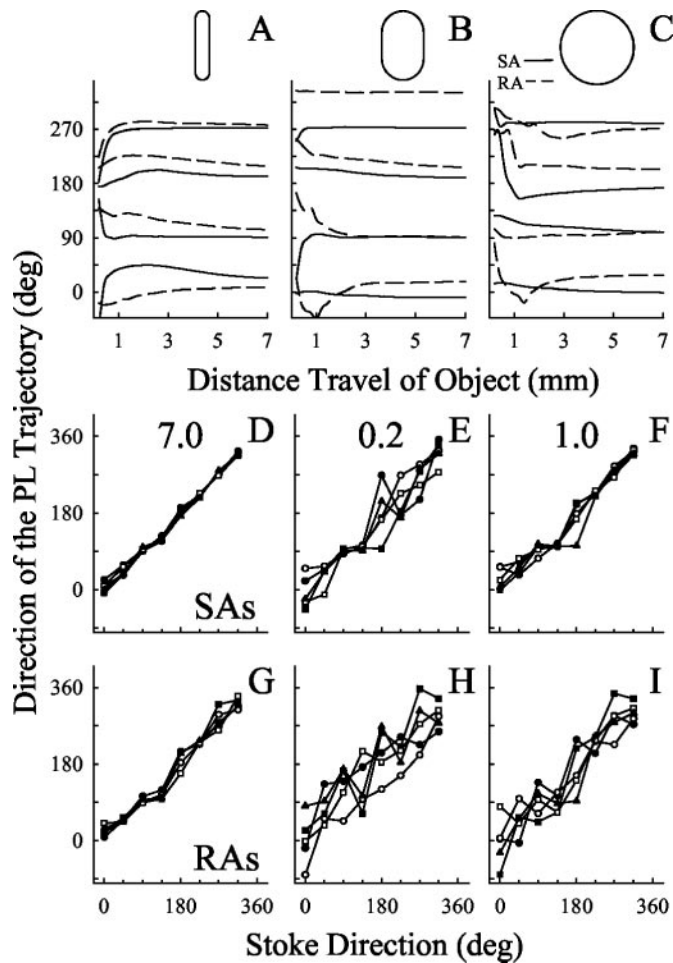 A B C
SA
RA
270
180
90
0
1 3 5 7 1 3 5 7 1 3 5 7
Distance Travel of Object (mm)
Direction of the PL Trajectory (deg)
7.0 D 0.2 E 1.0 F
360
180
0
SAs
G H I
360
180
0
RAs
0 180 360 0 180 360 0 180 360
Stoke Direction (deg)